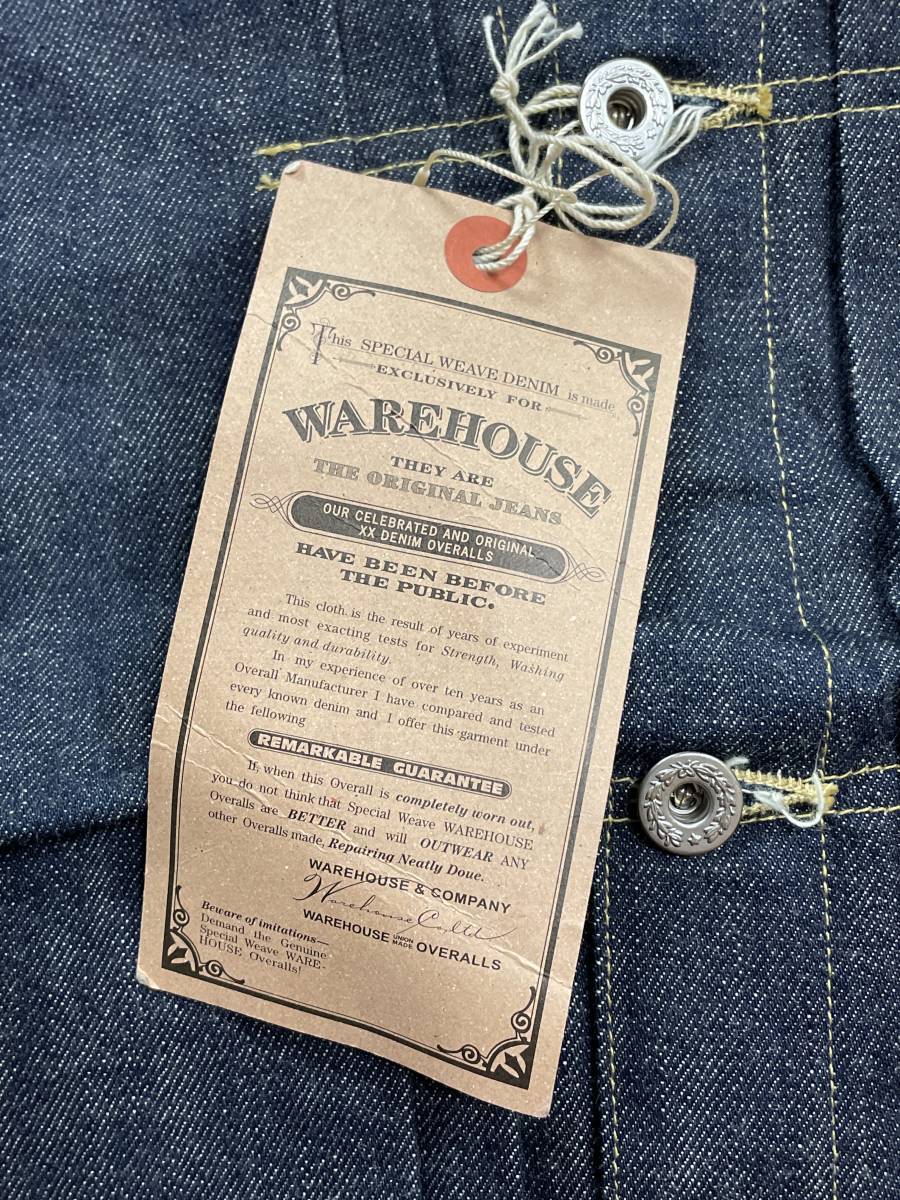 This SPECIAL WEAVE DENIM is made
EXCLUSIVELY FOR
WAREHOUSE
THEY ARE
THE ORIGINAL JEANS
OUR CELEBRATED AND ORIGINAL
XX DENIM OVERALLS
HAVE BEEN BEFORE
THE PUBLIC.
This cloth is the result of years of experiment
and most exacting tests for Strength, Washing
quality and durability.
In my experience of over ten years as an
Overall Manufacturer I have compared and tested
every known denim and I offer this garment under
the fellowing
REMARKABLE GUARANTEE
If, when this Overall is completely worn out,
you do not think that Special Weave WAREHOUSE
Overalls are BETTER and will OUTWEAR ANY
other Overalls made, Repairing Neatly Doue.
WAREHOUSE & COMPANY
Warehouse Co,ltd
WAREHOUSE UNION MADE OVERALLS
Beware of imitations—
Demand the Genuine
Special Weave WARE-
HOUSE, Overalls!